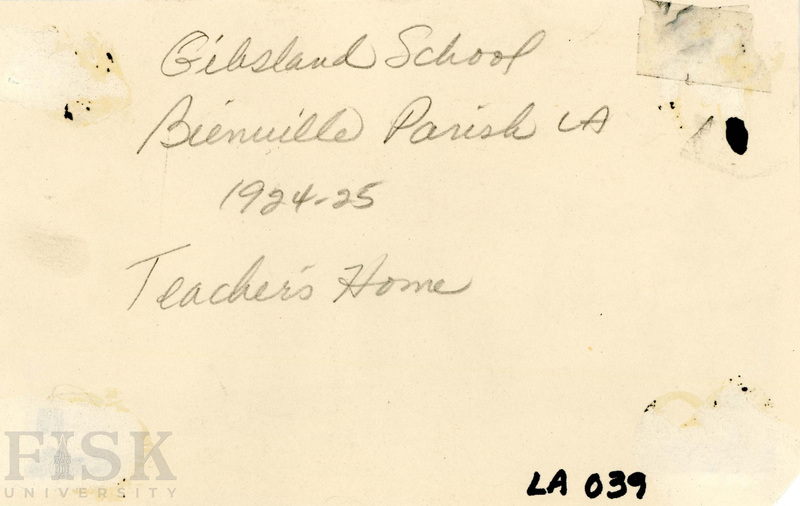 Gibsland School
Bienville Parish LA
1924-25
Teacher's Home
FISK
UNIVERSITY
LA 039